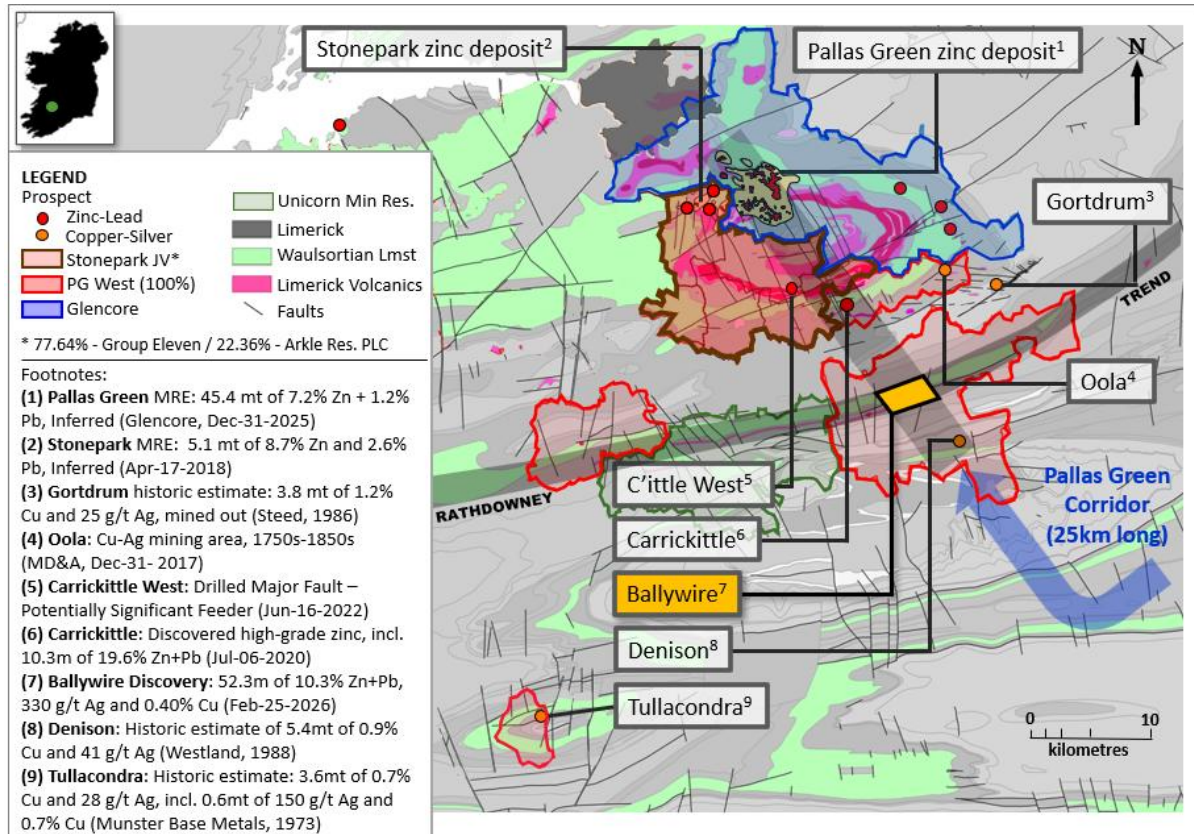 Stonepark zinc deposit²
Pallas Green zinc deposit¹
N
Gortdrum³
TREND
Oola⁴
LEGEND
Prospect
Zinc-Lead
Copper-Silver
Stonepark JV*
PG West (100%)
Glencore
Unicorn Min Res.
Limerick
Waulsortian Lmst
Limerick Volcanics
Faults
* 77.64% - Group Eleven / 22.36% - Arkle Res. PLC
Footnotes:
(1) Pallas Green MRE: 45.4 mt of 7.2% Zn + 1.2%
Pb, Inferred (Glencore, Dec-31-2025)
(2) Stonepark MRE: 5.1 mt of 8.7% Zn and 2.6%
Pb, Inferred (Apr-17-2018)
(3) Gortdrum historic estimate: 3.8 mt of 1.2%
Cu and 25 g/t Ag, mined out (Steed, 1986)
(4) Oola: Cu-Ag mining area, 1750s-1850s
(MD&A, Dec-31- 2017)
(5) Carrickittle West: Drilled Major Fault –
Potentially Significant Feeder (Jun-16-2022)
(6) Carrickittle: Discovered high-grade zinc, incl.
10.3m of 19.6% Zn+Pb (Jul-06-2020)
(7) Ballywire Discovery: 52.3m of 10.3% Zn+Pb,
330 g/t Ag and 0.40% Cu (Feb-25-2026)
(8) Denison: Historic estimate of 5.4mt of 0.9%
Cu and 41 g/t Ag (Westland, 1988)
(9) Tullacondra: Historic estimate: 3.6mt of 0.7%
Cu and 28 g/t Ag, incl. 0.6mt of 150 g/t Ag and
0.7% Cu (Munster Base Metals, 1973)
RATHDOWNEY
C'ittle West⁵
Carrickittle⁶
Ballywire⁷
Denison⁸
Tullacondra⁹
Pallas Green
Corridor
(25km long)
0 10
kilometres